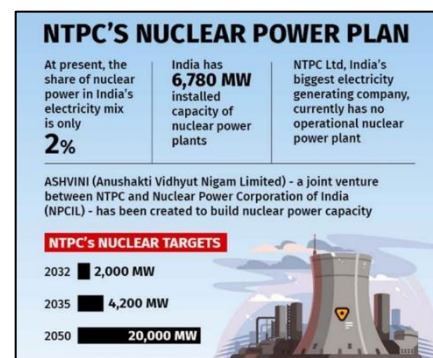 NTPC'S NUCLEAR POWER PLAN
At present, the
share of nuclear
power in India's
electricity mix
is only
2%
India has
6,780 MW
installed
capacity of
nuclear power
plants
NTPC Ltd, India's
biggest electricity
generating company,
currently has no
operational nuclear
power plant
ASHVINI (Anushakti Vidhyut Nigam Limited) - a joint venture
between NTPC and Nuclear Power Corporation of India
(NPCIL) - has been created to build nuclear power capacity
NTPC's NUCLEAR TARGETS
2032 2,000 MW
2035 4,200 MW
2050 20,000 MW